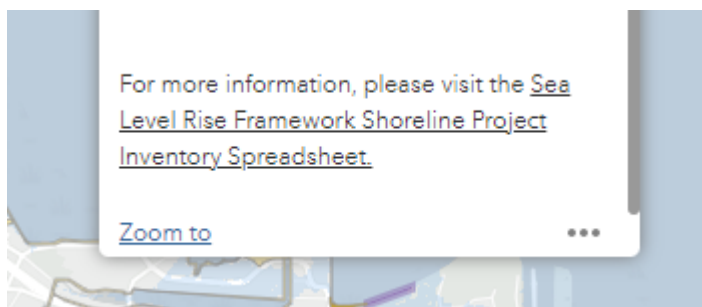 For more information, please visit the Sea
Level Rise Framework Shoreline Project
Inventory Spreadsheet.
Zoom to